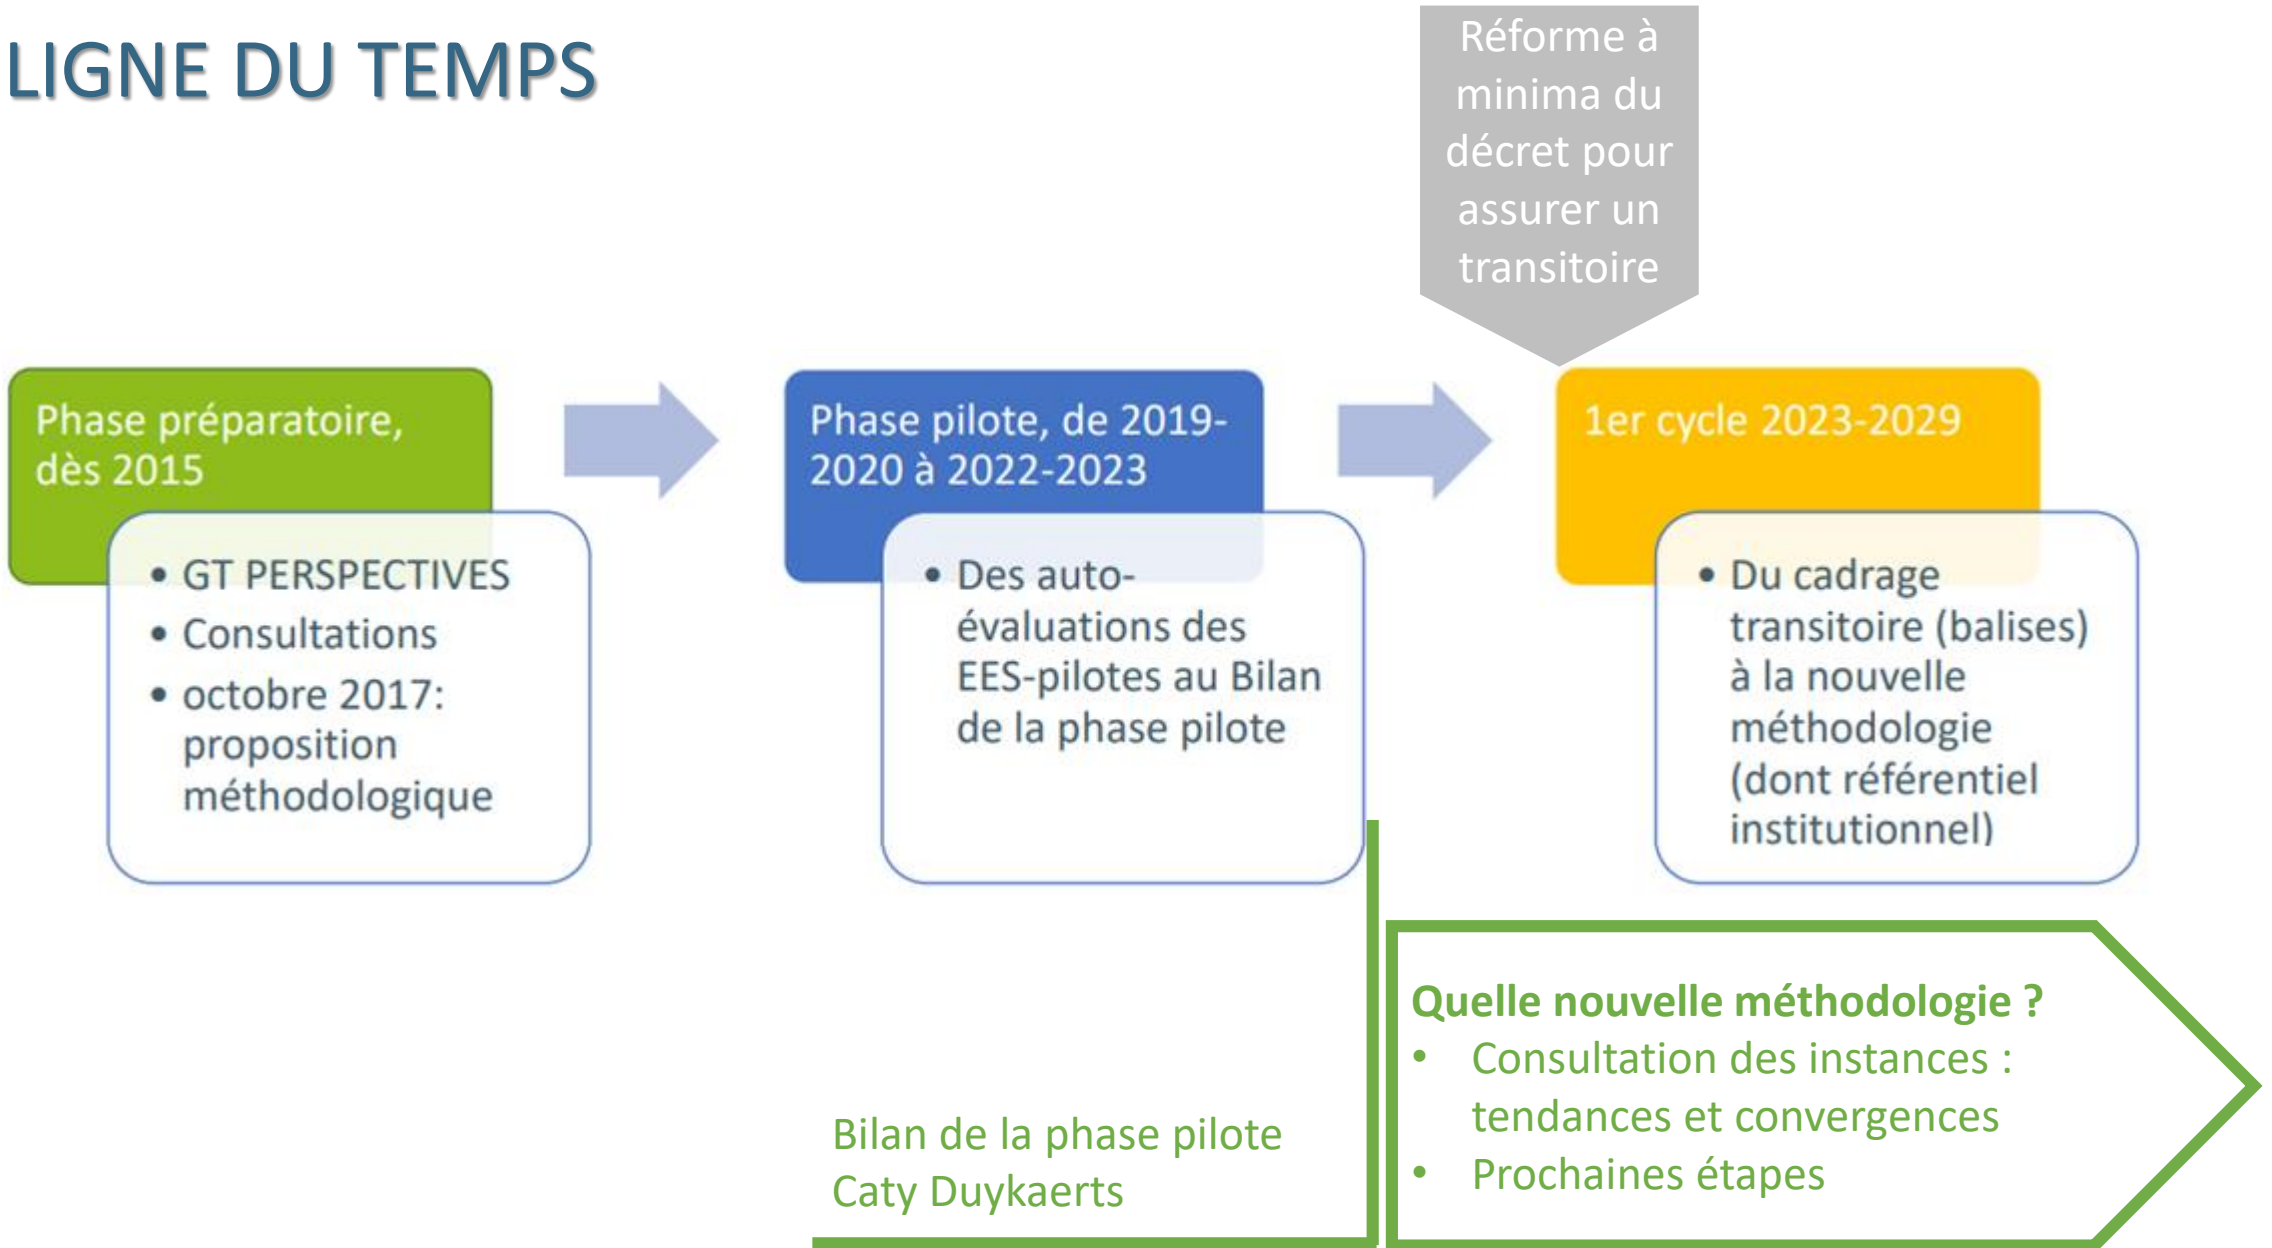 LIGNE DU TEMPS
Réforme à
minima du
décret pour
assurer un
transitoire
Phase préparatoire,
dès 2015
• GT PERSPECTIVES
• Consultations
• octobre 2017:
proposition
méthodologique
Phase pilote, de 2019-
2020 à 2022-2023
• Des auto-
évaluations des
EES-pilotes au Bilan
de la phase pilote
1er cycle 2023-2029
• Du cadrage
transitoire (balises)
à la nouvelle
méthodologie
(dont référentiel
institutionnel)
Bilan de la phase pilote
Caty Duykaerts
Quelle nouvelle méthodologie ?
• Consultation des instances :
tendances et convergences
• Prochaines étapes